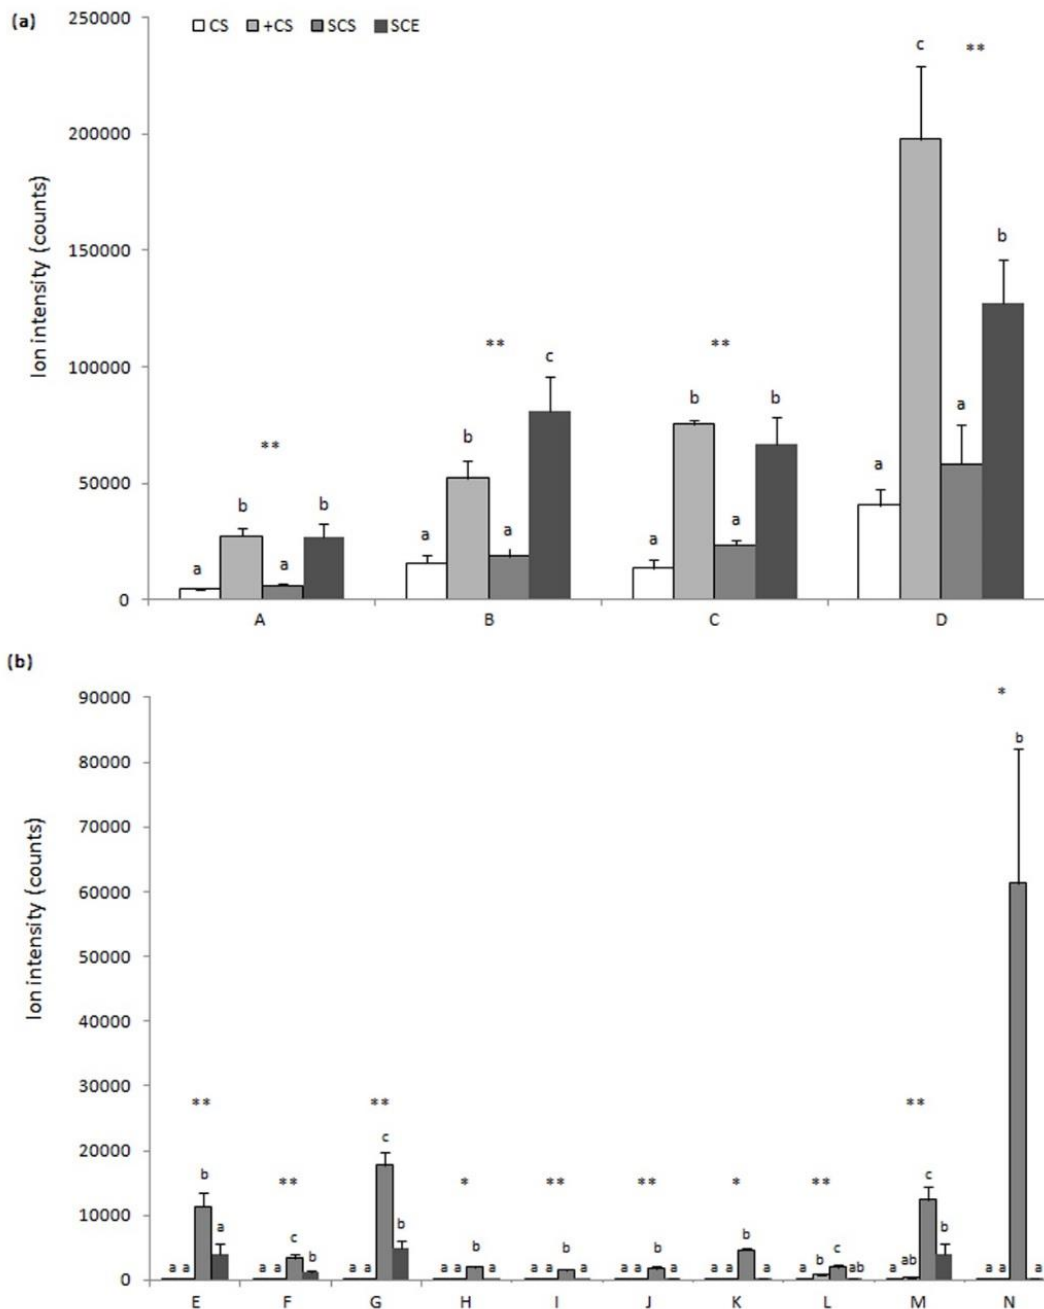 (a)
CS +CS SCS SCE
Ion intensity (counts)
250000
200000
150000
100000
50000
0
**
**
**
**
a b a b
a b a c
a b a b
a c a b
A B C D
(b)
Ion intensity (counts)
90000
80000
70000
60000
50000
40000
30000
20000
10000
0
** ** ** * ** ** * ** ** *
a a b a
a a c b
a a c b
a a b a
a a b a
a a b a
a a b a
a b c ab
a ab c b
a a b a
E F G H I J K L M N